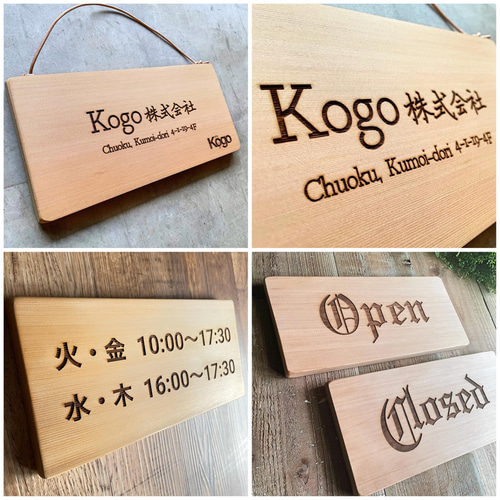 Kogo 株式会社
Chuoku, Kumoi-dori 4-1-19-4F
Kogo
Kogo 株式会社
Chuoku, Kumoi-dori 4-1-19-4F
火・金 10:00〜17:30
水・木 16:00〜17:30
Open
Closed